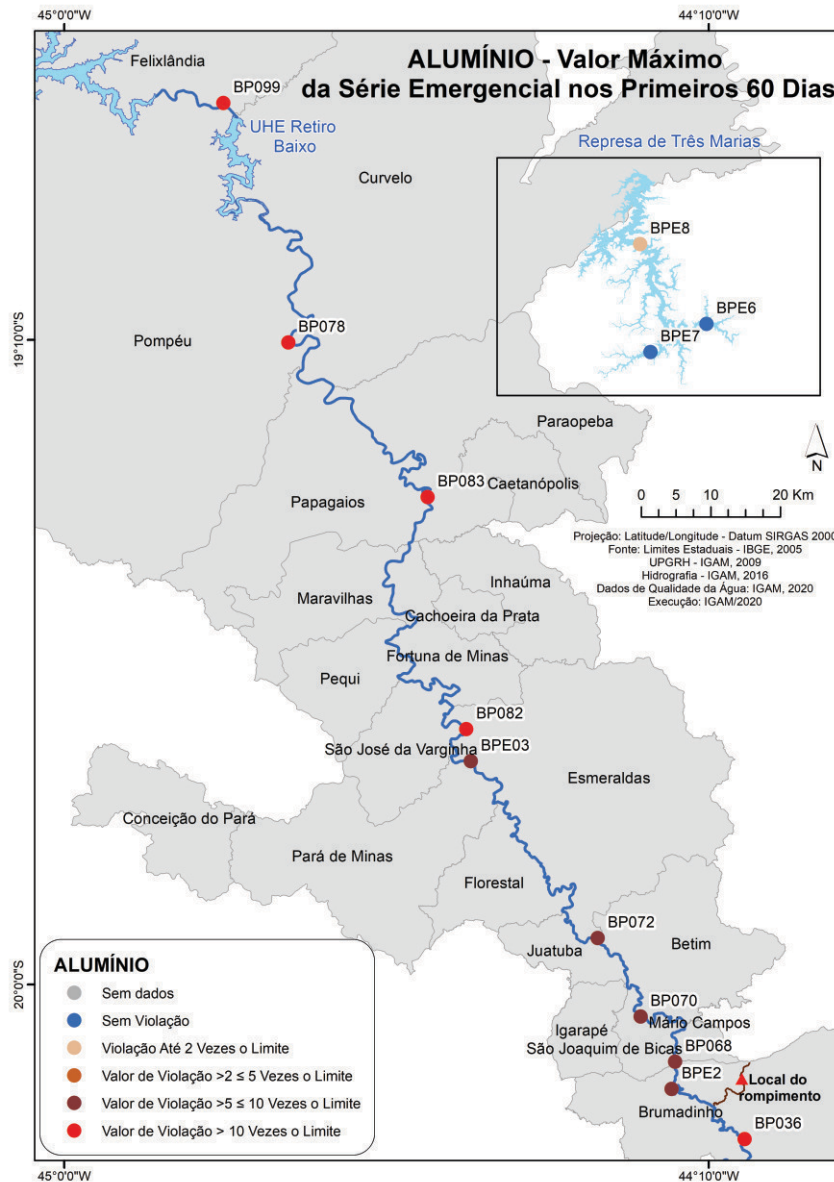 45°0'0"W
44°10'0"W
ALUMÍNIO - Valor Máximo
da Série Emergencial nos Primeiros 60 Dias
Felixlândia
BP099
UHE Retiro
Baixo
Curvelo
Represa de Três Marias
BPE8
BPE6
BPE7
19°10'0"S
Pompéu
BP078
Paraopeba
N
BP083
Caetanópolis
Papagaios
0 5 10 20 Km
Projeção: Latitude/Longitude - Datum SIRGAS 2000
Fonte: Limites Estaduais - IBGE, 2005
UPGRH - IGAM, 2009
Hidrografia - IGAM, 2016
Dados de Qualidade da Água: IGAM, 2020
Execução: IGAM/2020
Inhaúma
Maravilhas
Cachoeira da Prata
Fortuna de Minas
Pequi
BP082
São José da Varginha
BPE03
Esmeraldas
Conceição do Pará
Pará de Minas
Florestal
BP072
Juatuba
Betim
20°0'0"S
BP070
Mário Campos
Igarapé
São Joaquim de Bicas
BP068
BPE2
Local do
rompimento
Brumadinho
BP036
ALUMÍNIO
Sem dados
Sem Violação
Violação Até 2 Vezes o Limite
Valor de Violação >2 ≤ 5 Vezes o Limite
Valor de Violação >5 ≤ 10 Vezes o Limite
Valor de Violação > 10 Vezes o Limite
45°0'0"W
44°10'0"W